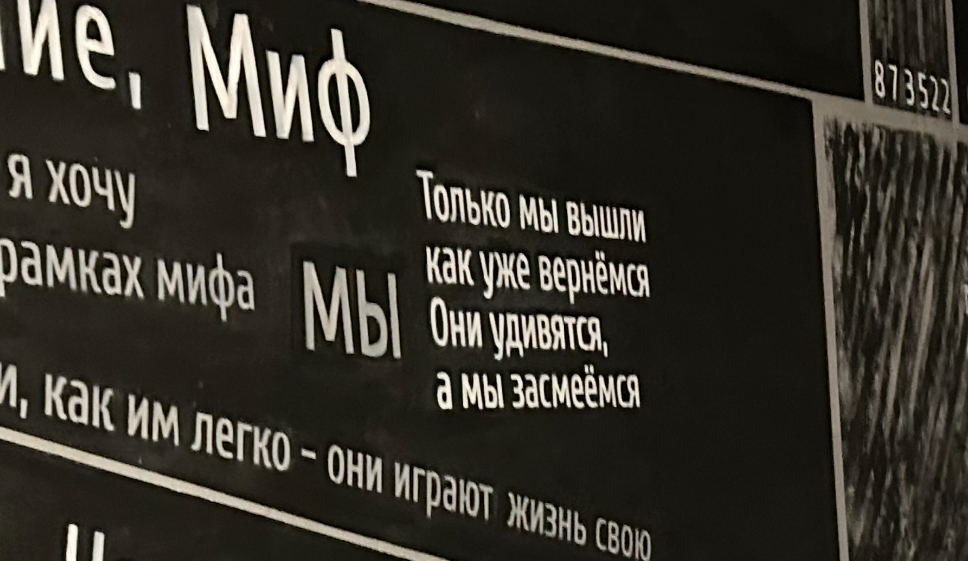 ие, Миф
873522
я хочу
рамках мифа
мы
Только мы вышли
как уже вернёмся
Они удивятся,
а мы засмеёмся
и, как им легко – они играют жизнь свою